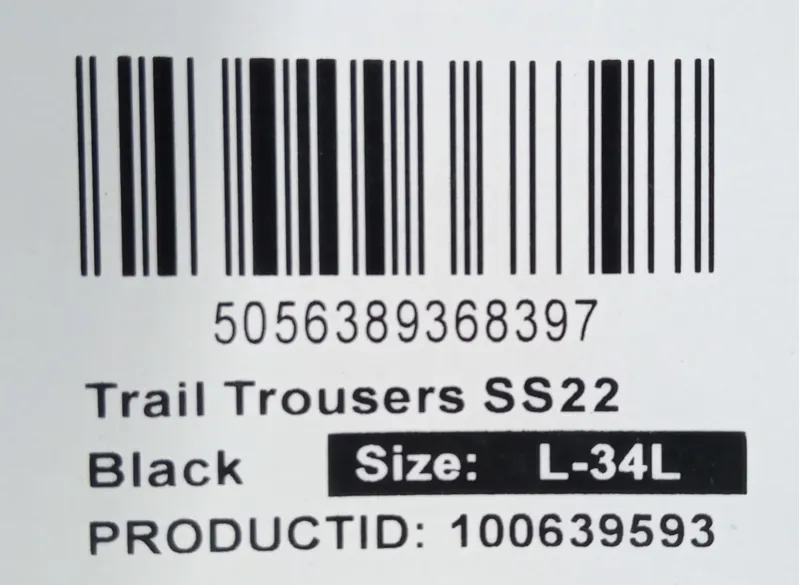 5056389368397
Trail Trousers SS22
Black Size: L-34L
PRODUCTID: 100639593